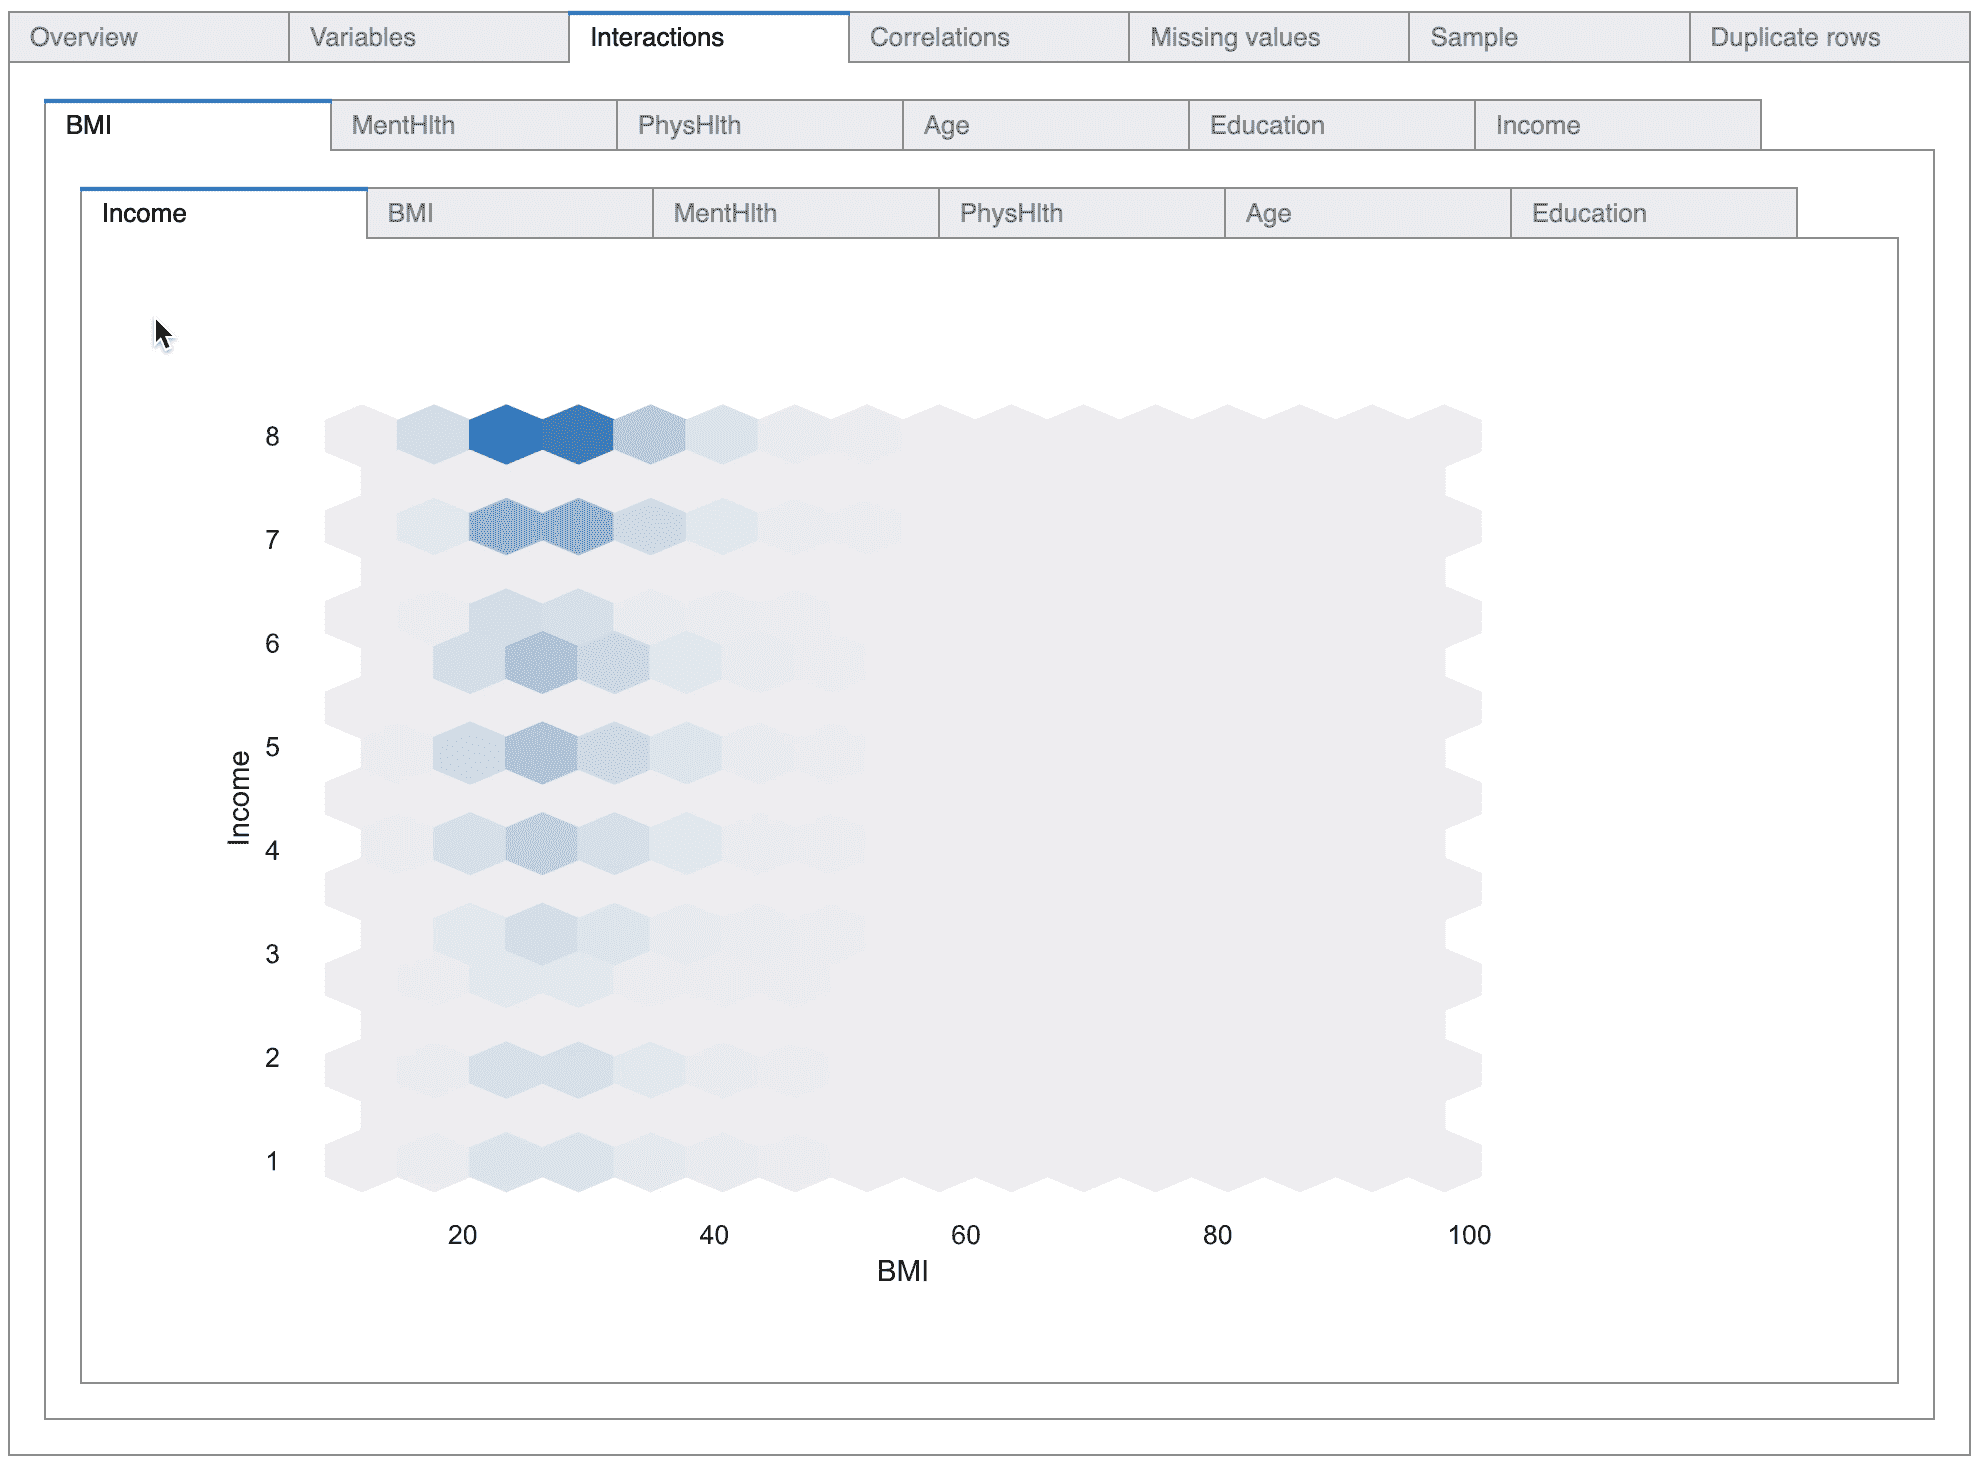 Overview Variables Interactions Correlations Missing values Sample Duplicate rows
BMI MentHlth PhysHlth Age Education Income
Income BMI MentHlth PhysHlth Age Education
8
7
6
5
4
3
2
1
Income
20 40 60 80 100
BMI